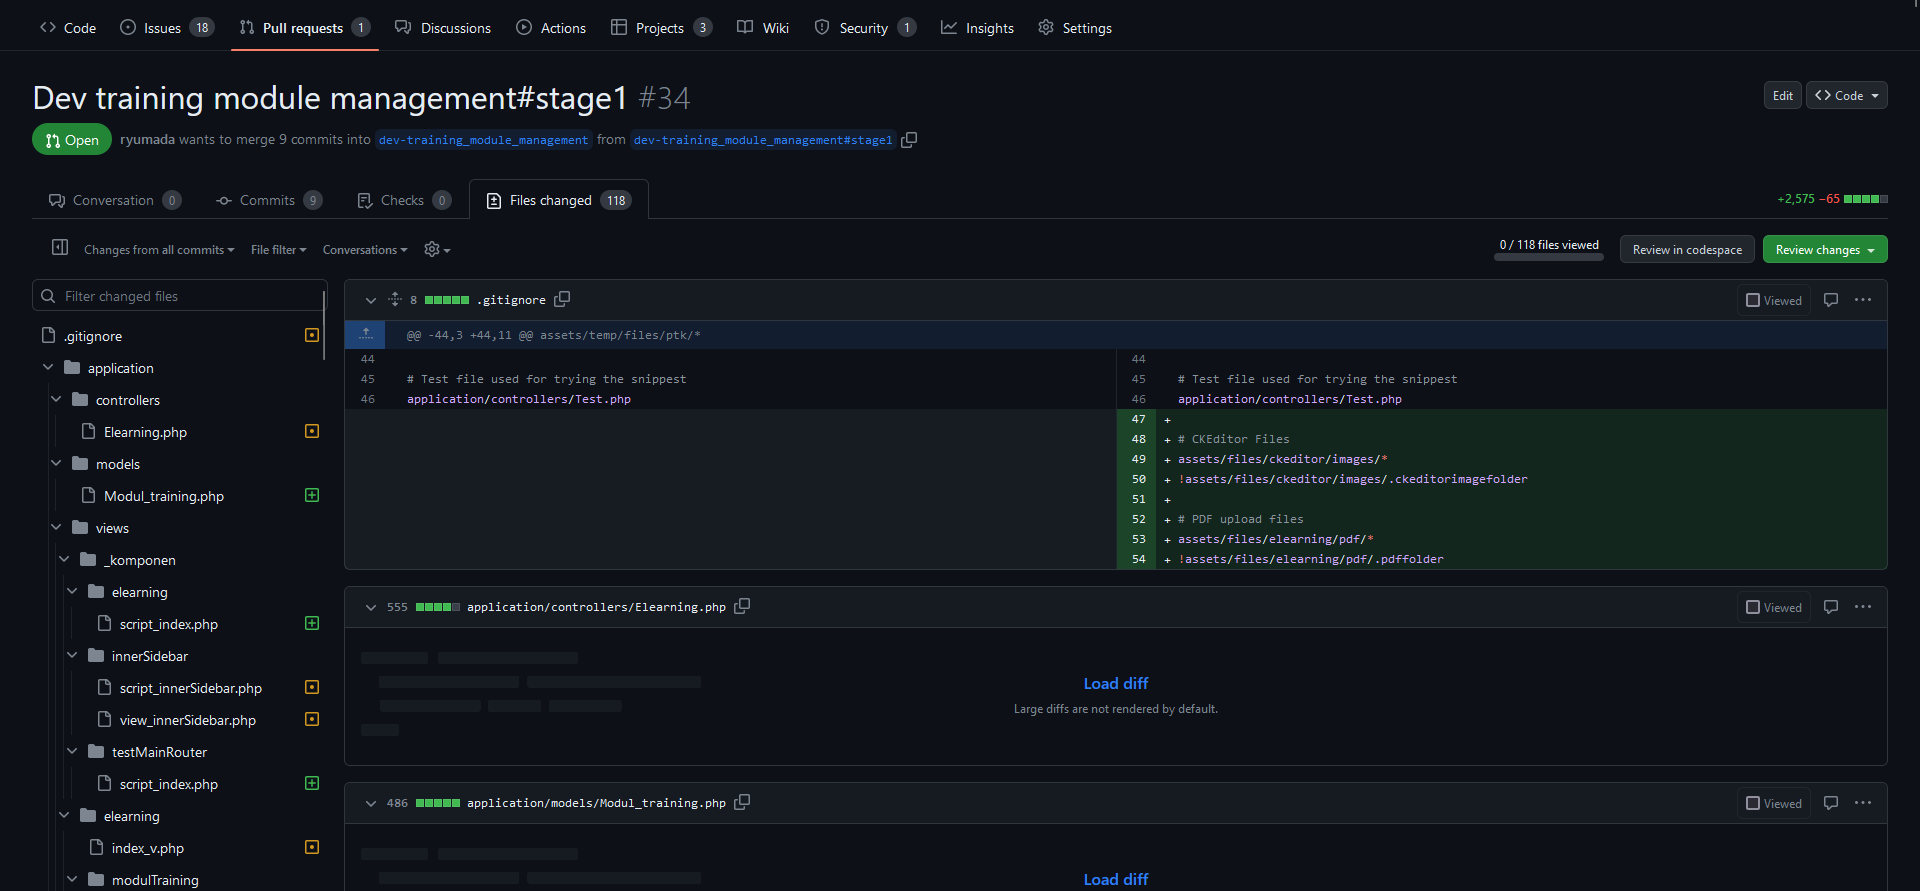 Code Issues 18 Pull requests 1 Discussions Actions Projects 3 Wiki Security 1 Insights Settings
Dev training module management#stage1 #34
Edit Code
Open ryumada wants to merge 9 commits into dev-training_module_management from dev-training_module_management#stage1
Conversation 0 Commits 9 Checks 0 Files changed 118
+2,575 −65
Changes from all commits File filter Conversations
0 / 118 files viewed Review in codespace Review changes
Filter changed files
.gitignore
application
controllers
Elearning.php
models
Modul_training.php
views
_komponen
elearning
script_index.php
innerSidebar
script_innerSidebar.php
view_innerSidebar.php
testMainRouter
script_index.php
elearning
index_v.php
modulTraining
8 .gitignore Viewed
@@ -44,3 +44,11 @@ assets/temp/files/ptk/*
44
45 # Test file used for trying the snippest
46 application/controllers/Test.php
44
45 # Test file used for trying the snippest
46 application/controllers/Test.php
47 +
48 + # CKEditor Files
49 + assets/files/ckeditor/images/*
50 + !assets/files/ckeditor/images/.ckeditorimagefolder
51 +
52 + # PDF upload files
53 + assets/files/elearning/pdf/*
54 + !assets/files/elearning/pdf/.pdffolder
555 application/controllers/Elearning.php Viewed
Load diff
Large diffs are not rendered by default.
486 application/models/Modul_training.php Viewed
Load diff